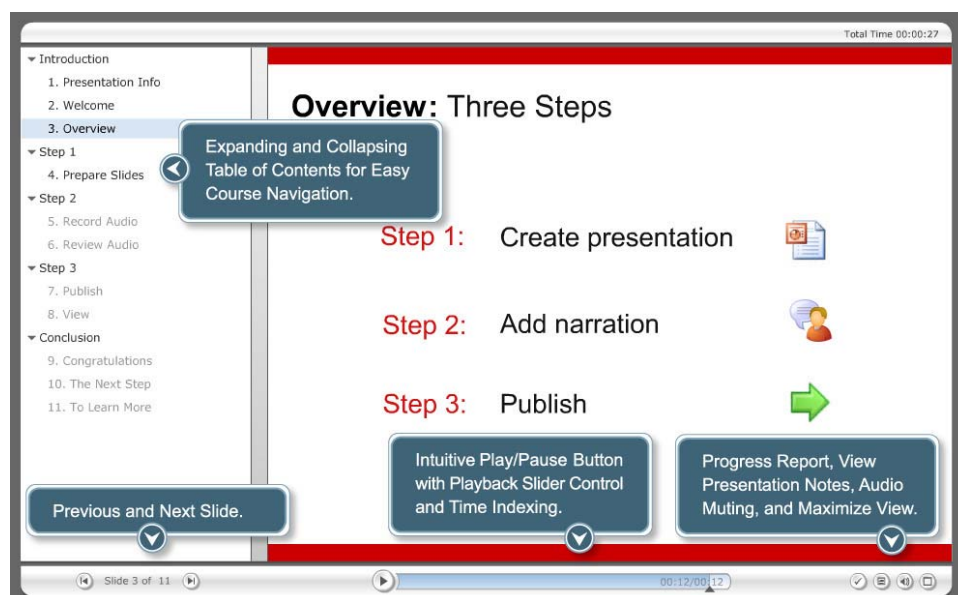 Total Time 00:00:27
Introduction
1. Presentation Info
2. Welcome
3. Overview
Step 1
4. Prepare Slides
Step 2
5. Record Audio
6. Review Audio
Step 3
7. Publish
8. View
Conclusion
9. Congratulations
10. The Next Step
11. To Learn More
Expanding and Collapsing
Table of Contents for Easy
Course Navigation.
Overview: Three Steps
Step 1: Create presentation
Step 2: Add narration
Step 3: Publish
Previous and Next Slide.
Intuitive Play/Pause Button
with Playback Slider Control
and Time Indexing.
Progress Report, View
Presentation Notes, Audio
Muting, and Maximize View.
Slide 3 of 11
00:12/00:12